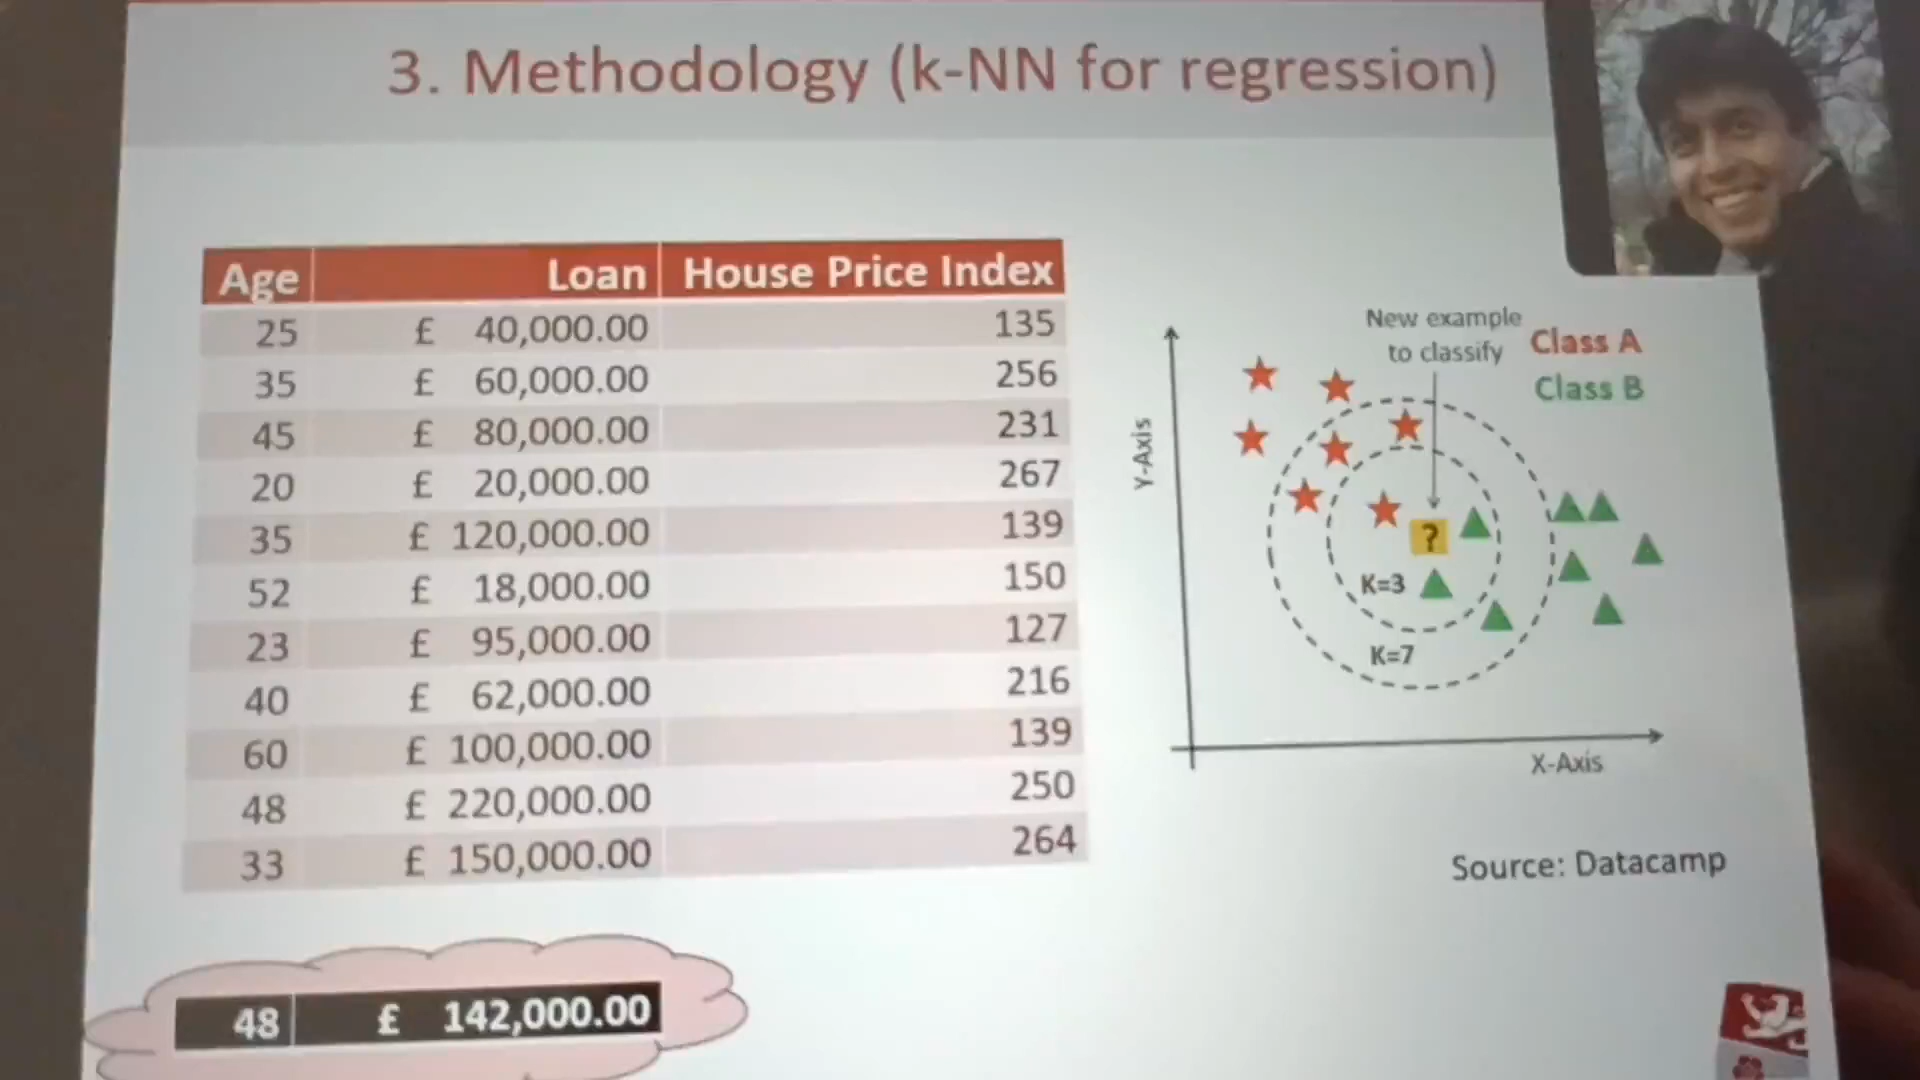 3. Methodology (k-NN for regression)
Age Loan House Price Index
25 £ 40,000.00 135
35 £ 60,000.00 256
45 £ 80,000.00 231
20 £ 20,000.00 267
35 £ 120,000.00 139
52 £ 18,000.00 150
23 £ 95,000.00 127
40 £ 62,000.00 216
60 £ 100,000.00 139
48 £ 220,000.00 250
33 £ 150,000.00 264
48 £ 142,000.00
New example
to classify
Class A
Class B
Y-Axis
?
K=3
K=7
X-Axis
Source: Datacamp